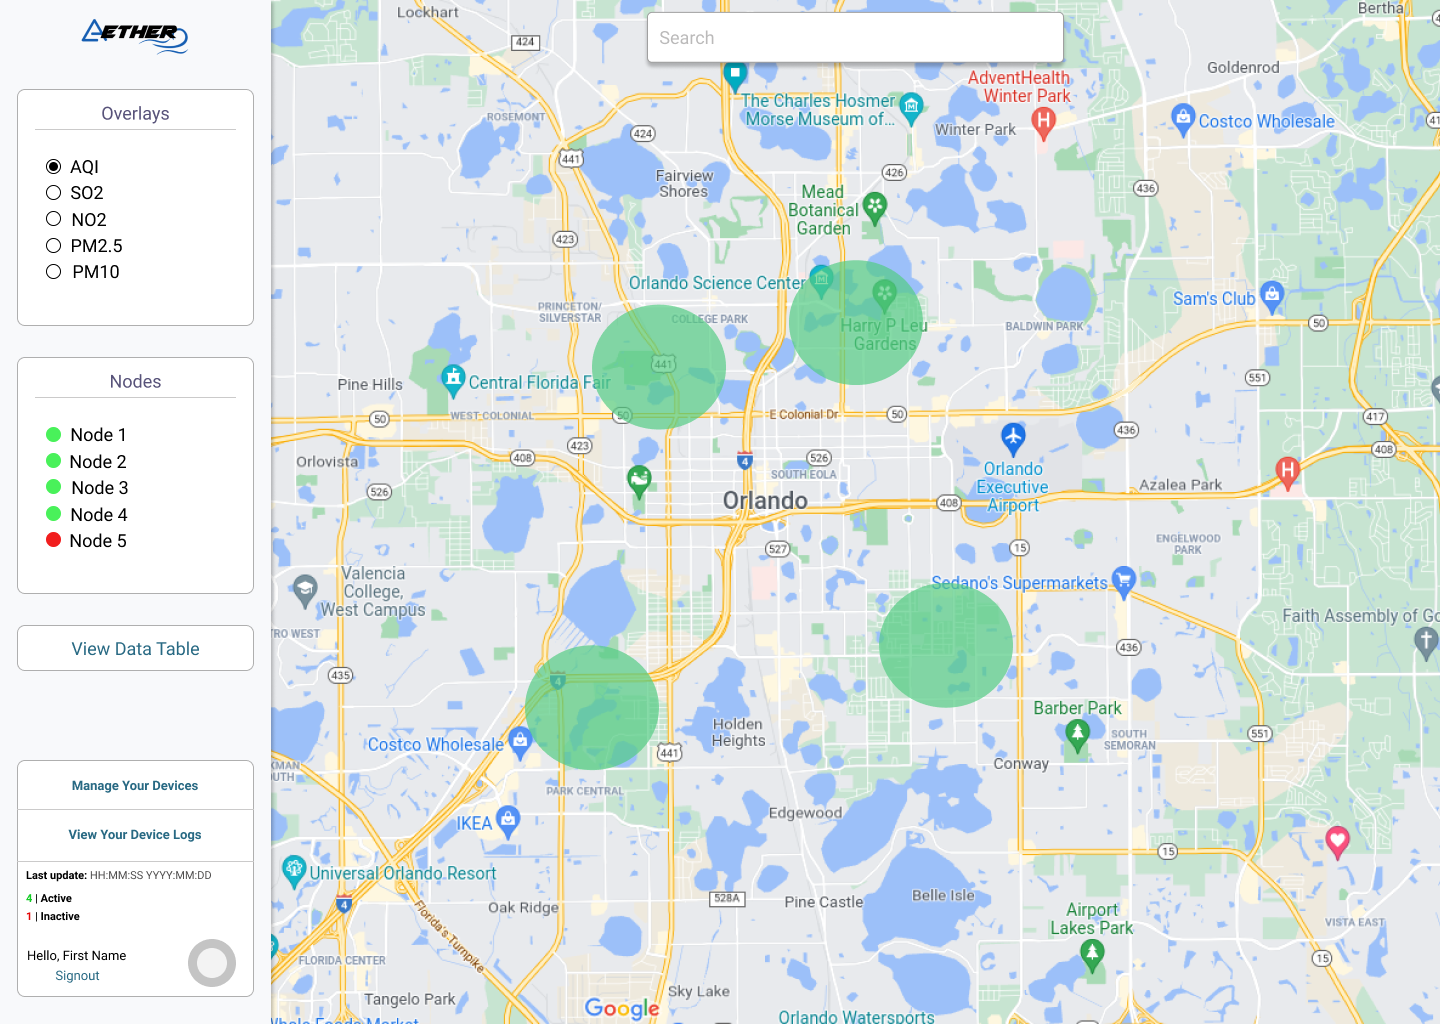 AETHER
Overlays
AQI
SO2
NO2
PM2.5
PM10
Nodes
Node 1
Node 2
Node 3
Node 4
Node 5
View Data Table
Manage Your Devices
View Your Device Logs
Last update: HH:MM:SS YYYY:MM:DD
4 | Active
1 | Inactive
Hello, First Name
Signout
Search
Lockhart
Bertha
424
Goldenrod
AdventHealth
Winter Park
The Charles Hosmer
Morse Museum of...
ROSEMONT
424
Winter Park
Costco Wholesale
441
Fairview
Shores
426
436
Mead
Botanical
Garden
423
Orlando Science Center
PRINCETON/
SILVERSTAR
COLLEGE PARK
Sam's Club
Harry P Leu
Gardens
BALDWIN PARK
50
441
Pine Hills
Central Florida Fair
551
50
WEST COLONIAL
50
E Colonial Dr
50
417
436
423
408
408
Orlovista
408
526
4
SOUTH EOLA
Orlando
Executive
Airport
Azalea Park
526
Orlando
408
527
15
ENGELWOOD
PARK
Valencia
College,
West Campus
Sedano's Supermarkets
Faith Assembly of Go
TRO WEST
436
435
4
Holden
Heights
Barber Park
SOUTH
SEMORAN
551
Costco Wholesale
441
Conway
KMAN
OUTH
PARK CENTRAL
IKEA
Edgewood
15
Universal Orlando Resort
4
Oak Ridge
528A
Pine Castle
Belle Isle
Airport
Lakes Park
VISTA EAST
Florida's Turnpike
FLORIDA CENTER
15
Tangelo Park
Sky Lake
Google
Orlando Watersports
Whole Foods Market